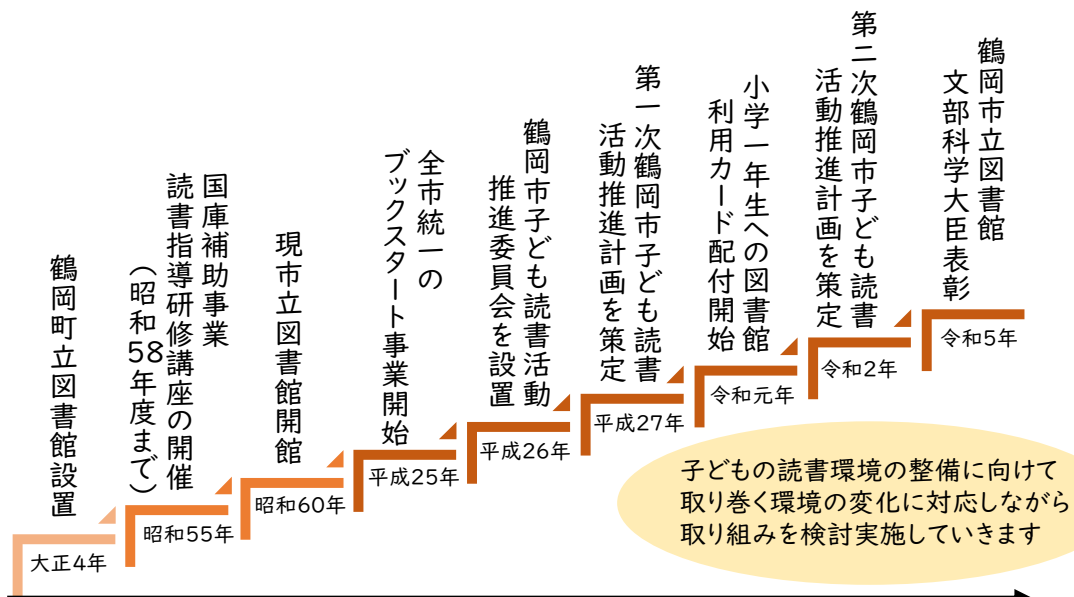 鶴岡町立図書館設置
大正4年
国庫補助事業
読書指導研修講座の開催
（昭和58年度まで）
昭和55年
現市立図書館開館
昭和60年
全市統一の
ブックスタート事業開始
平成25年
鶴岡市子ども読書活動
推進委員会を設置
平成26年
第一次鶴岡市子ども読書
活動推進計画を策定
平成27年
小学一年生への図書館
利用カード配付開始
令和元年
第二次鶴岡市子ども読書
活動推進計画を策定
令和2年
鶴岡市立図書館
文部科学大臣表彰
令和5年
子どもの読書環境の整備に向けて
取り巻く環境の変化に対応しながら
取り組みを検討実施していきます